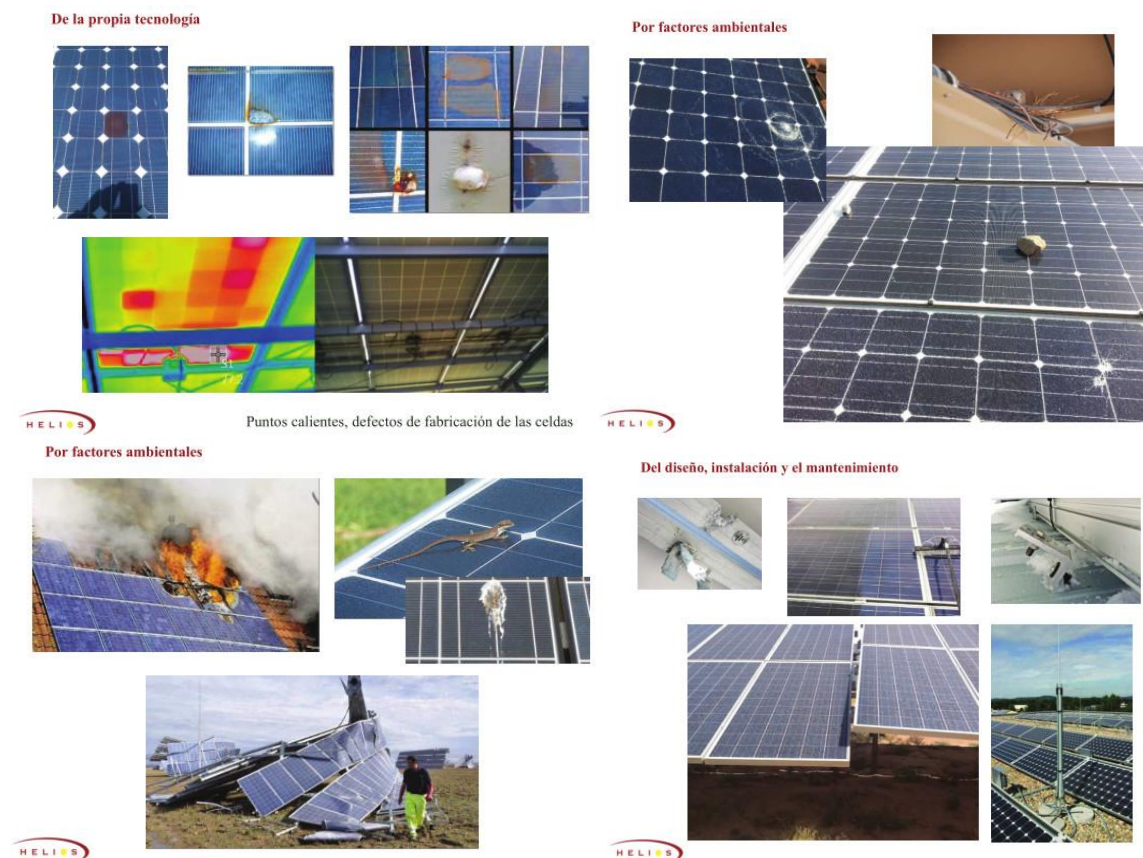 De la propia tecnología
Puntos calientes, defectos de fabricación de las celdas
HELIOS
Por factores ambientales
HELIOS
Por factores ambientales
HELIOS
Del diseño, instalación y el mantenimiento
HELIOS